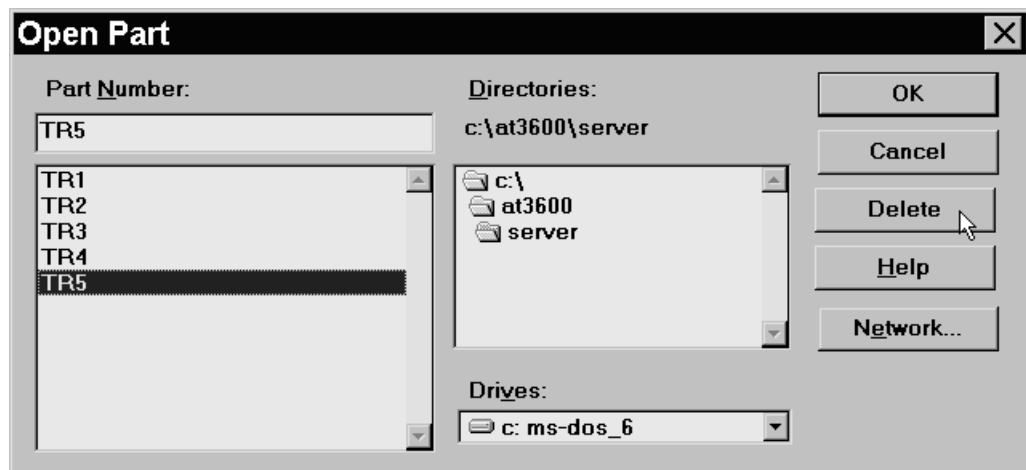 Open Part
Part Number:
TR5
TR1
TR2
TR3
TR4
TR5
Directories:
c:\at3600\server
c:\
at3600
server
Drives:
c: ms-dos_6
OK
Cancel
Delete
Help
Network...